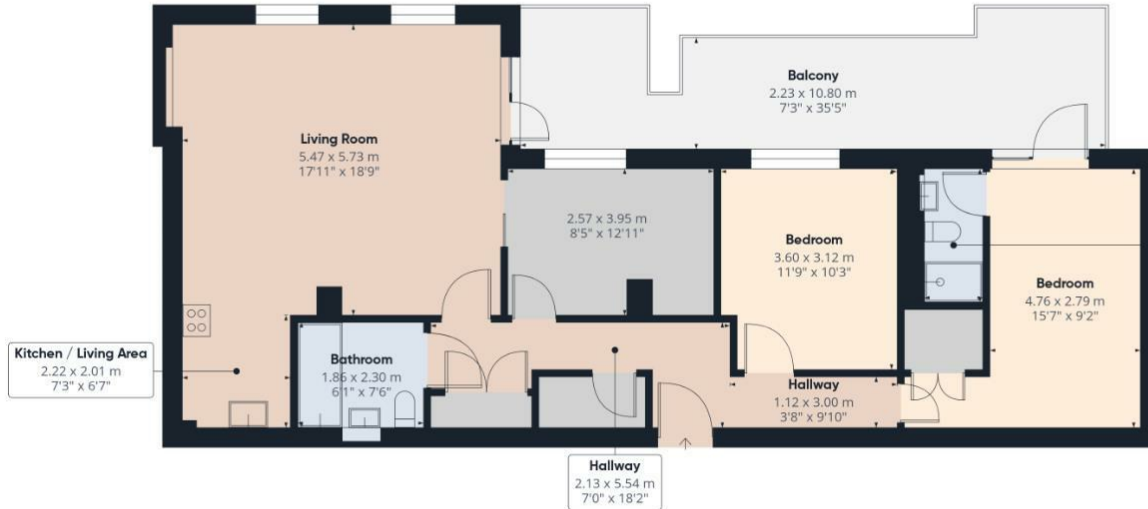 Balcony
2.23 x 10.80 m
7'3" x 35'5"
Living Room
5.47 x 5.73 m
17'11" x 18'9"
2.57 x 3.95 m
8'5" x 12'11"
Bedroom
3.60 x 3.12 m
11'9" x 10'3"
Bedroom
4.76 x 2.79 m
15'7" x 9'2"
Kitchen / Living Area
2.22 x 2.01 m
7'3" x 6'7"
Bathroom
1.86 x 2.30 m
6'1" x 7'6"
Hallway
1.12 x 3.00 m
3'8" x 9'10"
Hallway
2.13 x 5.54 m
7'0" x 18'2"